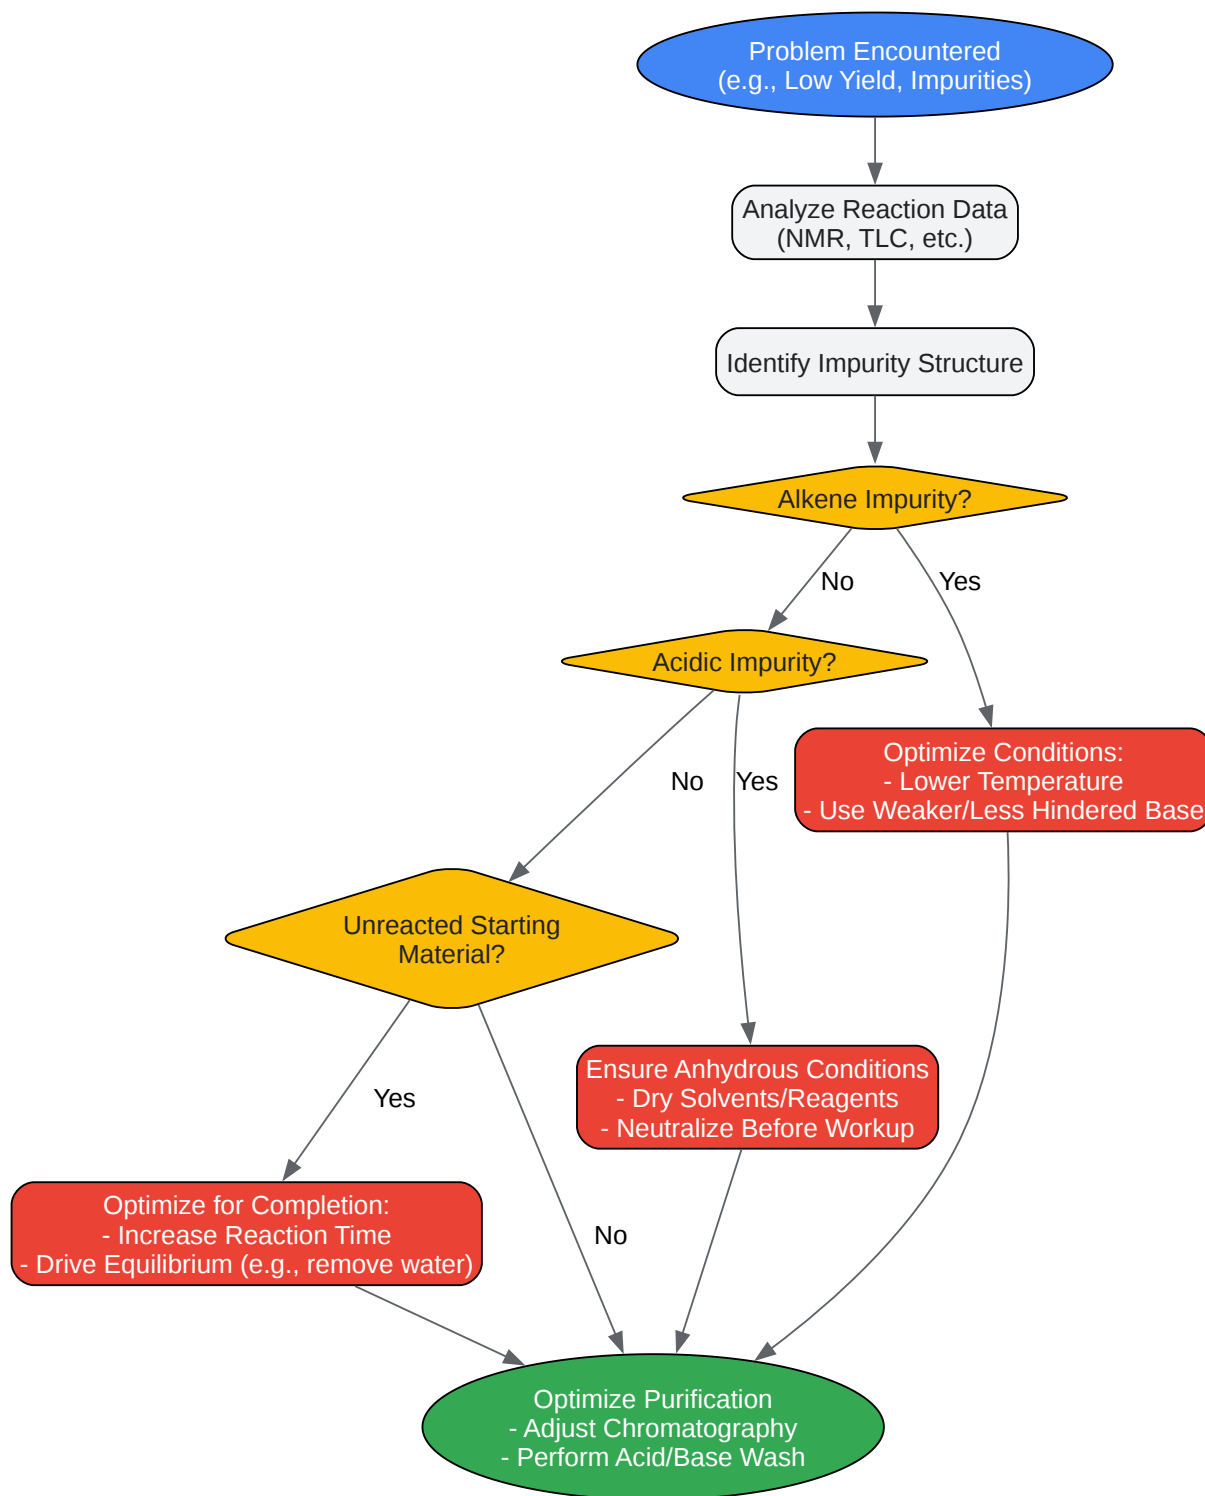 Problem Encountered
(e.g., Low Yield, Impurities)
Analyze Reaction Data
(NMR, TLC, etc.)
Identify Impurity Structure
Alkene Impurity?
No
Yes
Acidic Impurity?
No
Yes
Optimize Conditions:
- Lower Temperature
- Use Weaker/Less Hindered Base
Unreacted Starting
Material?
Ensure Anhydrous Conditions
- Dry Solvents/Reagents
- Neutralize Before Workup
Yes
No
Optimize for Completion:
- Increase Reaction Time
- Drive Equilibrium (e.g., remove water)
Optimize Purification
- Adjust Chromatography
- Perform Acid/Base Wash